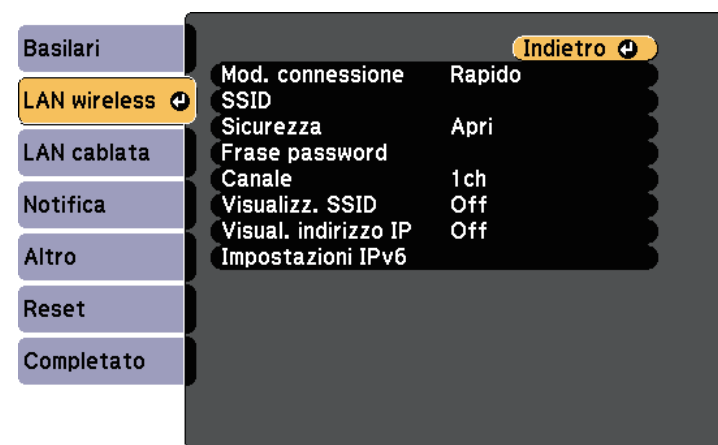 Basilari
LAN wireless
LAN cablata
Notifica
Altro
Reset
Completato
Indietro
Mod. connessione Rapido
SSID
Sicurezza Apri
Frase password
Canale 1ch
Visualizz. SSID Off
Visual. indirizzo IP Off
Impostazioni IPv6